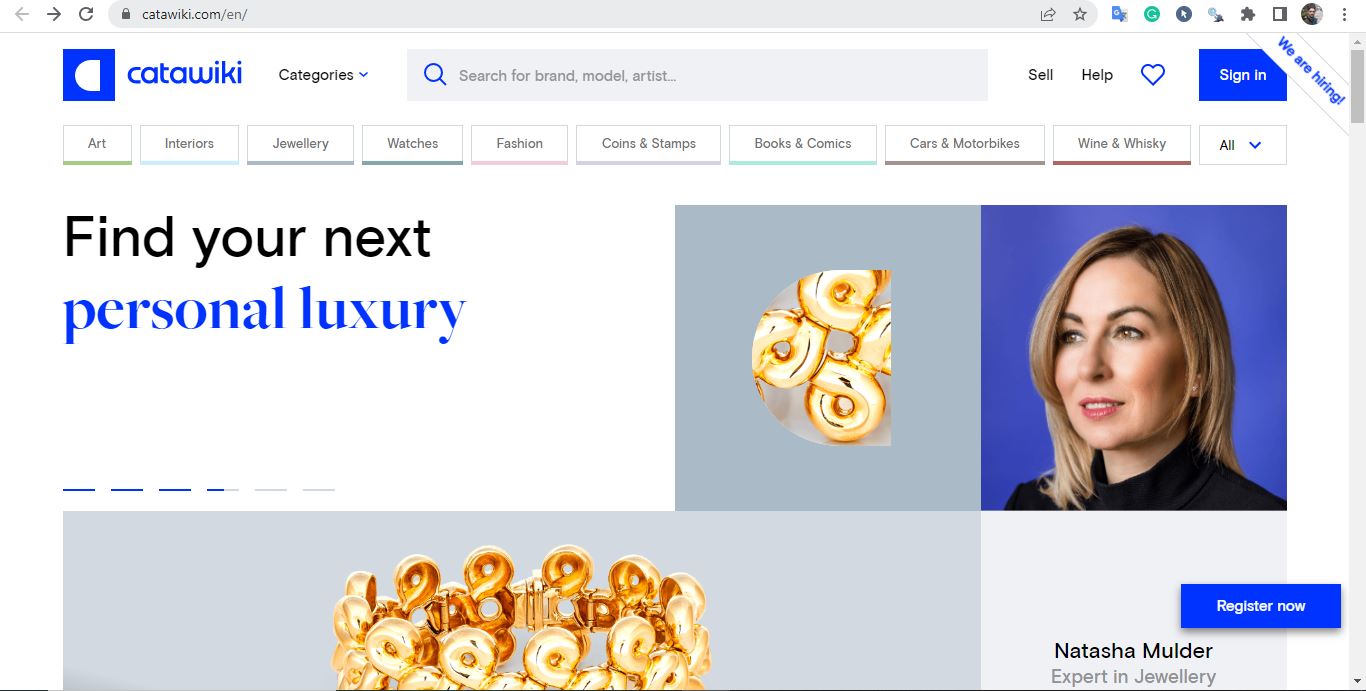 catawiki.com/en/
We are hiring!
catawiki
Categories
Search for brand, model, artist...
Sell
Help
Sign in
Art
Interiors
Jewellery
Watches
Fashion
Coins & Stamps
Books & Comics
Cars & Motorbikes
Wine & Whisky
All
Find your next
personal luxury
Register now
Natasha Mulder
Expert in Jewellery